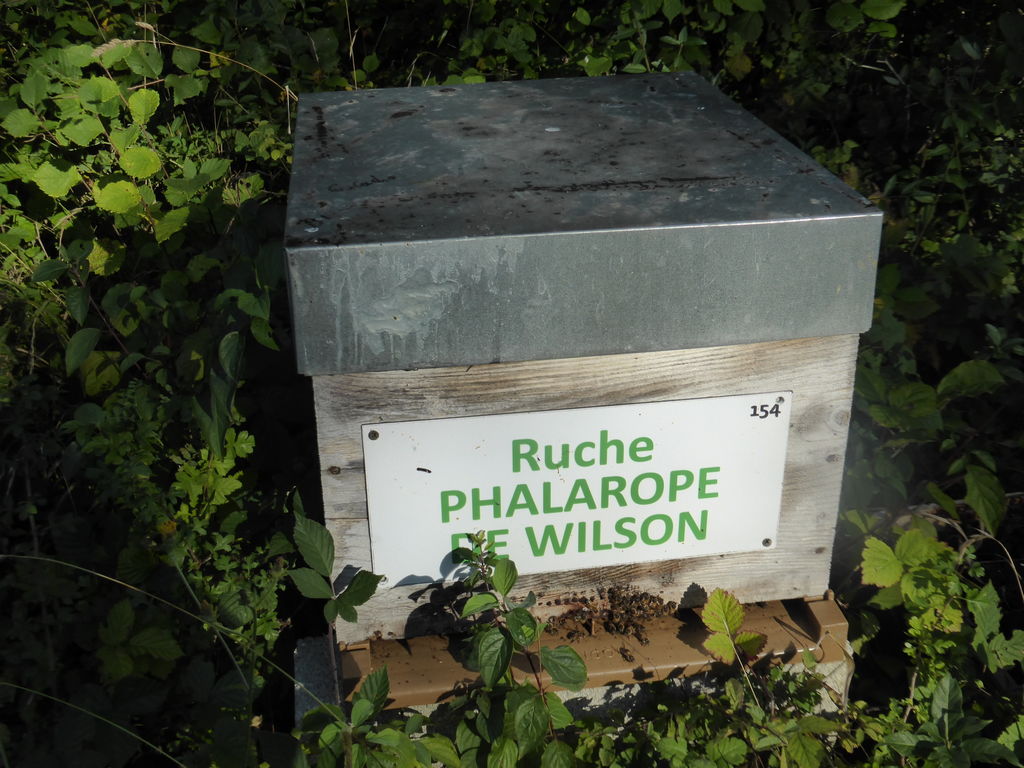 154
Ruche
PHALAROPE
DE WILSON